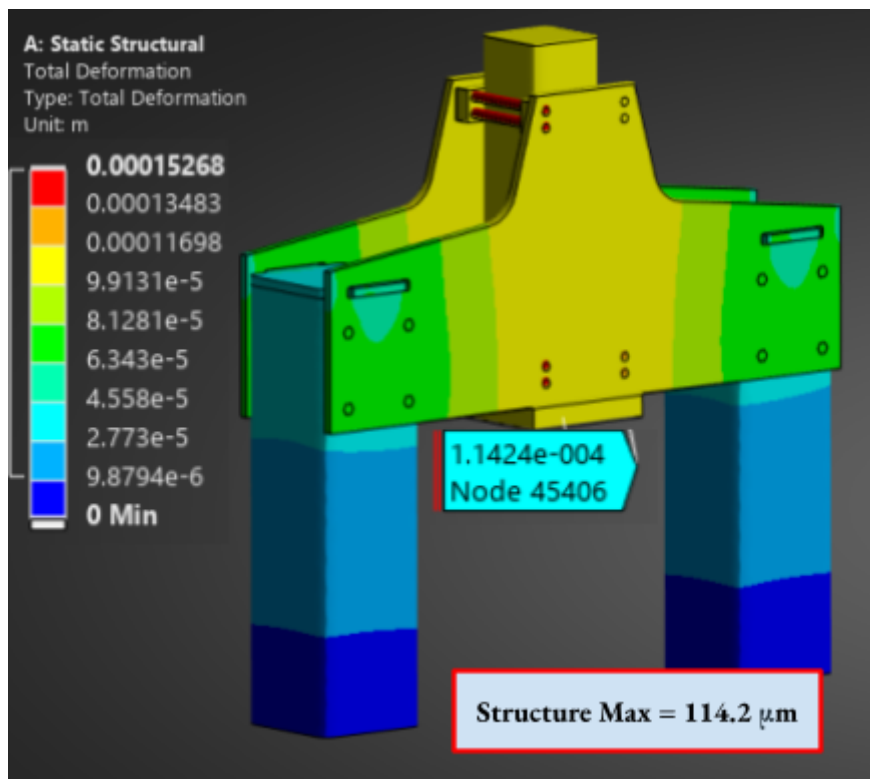 A: Static Structural
Total Deformation
Type: Total Deformation
Unit: m
0.00015268
0.00013483
0.00011698
9.9131e-5
8.1281e-5
6.343e-5
4.558e-5
2.773e-5
9.8794e-6
0 Min
1.1424e-004
Node 45406
Structure Max = 114.2 μm